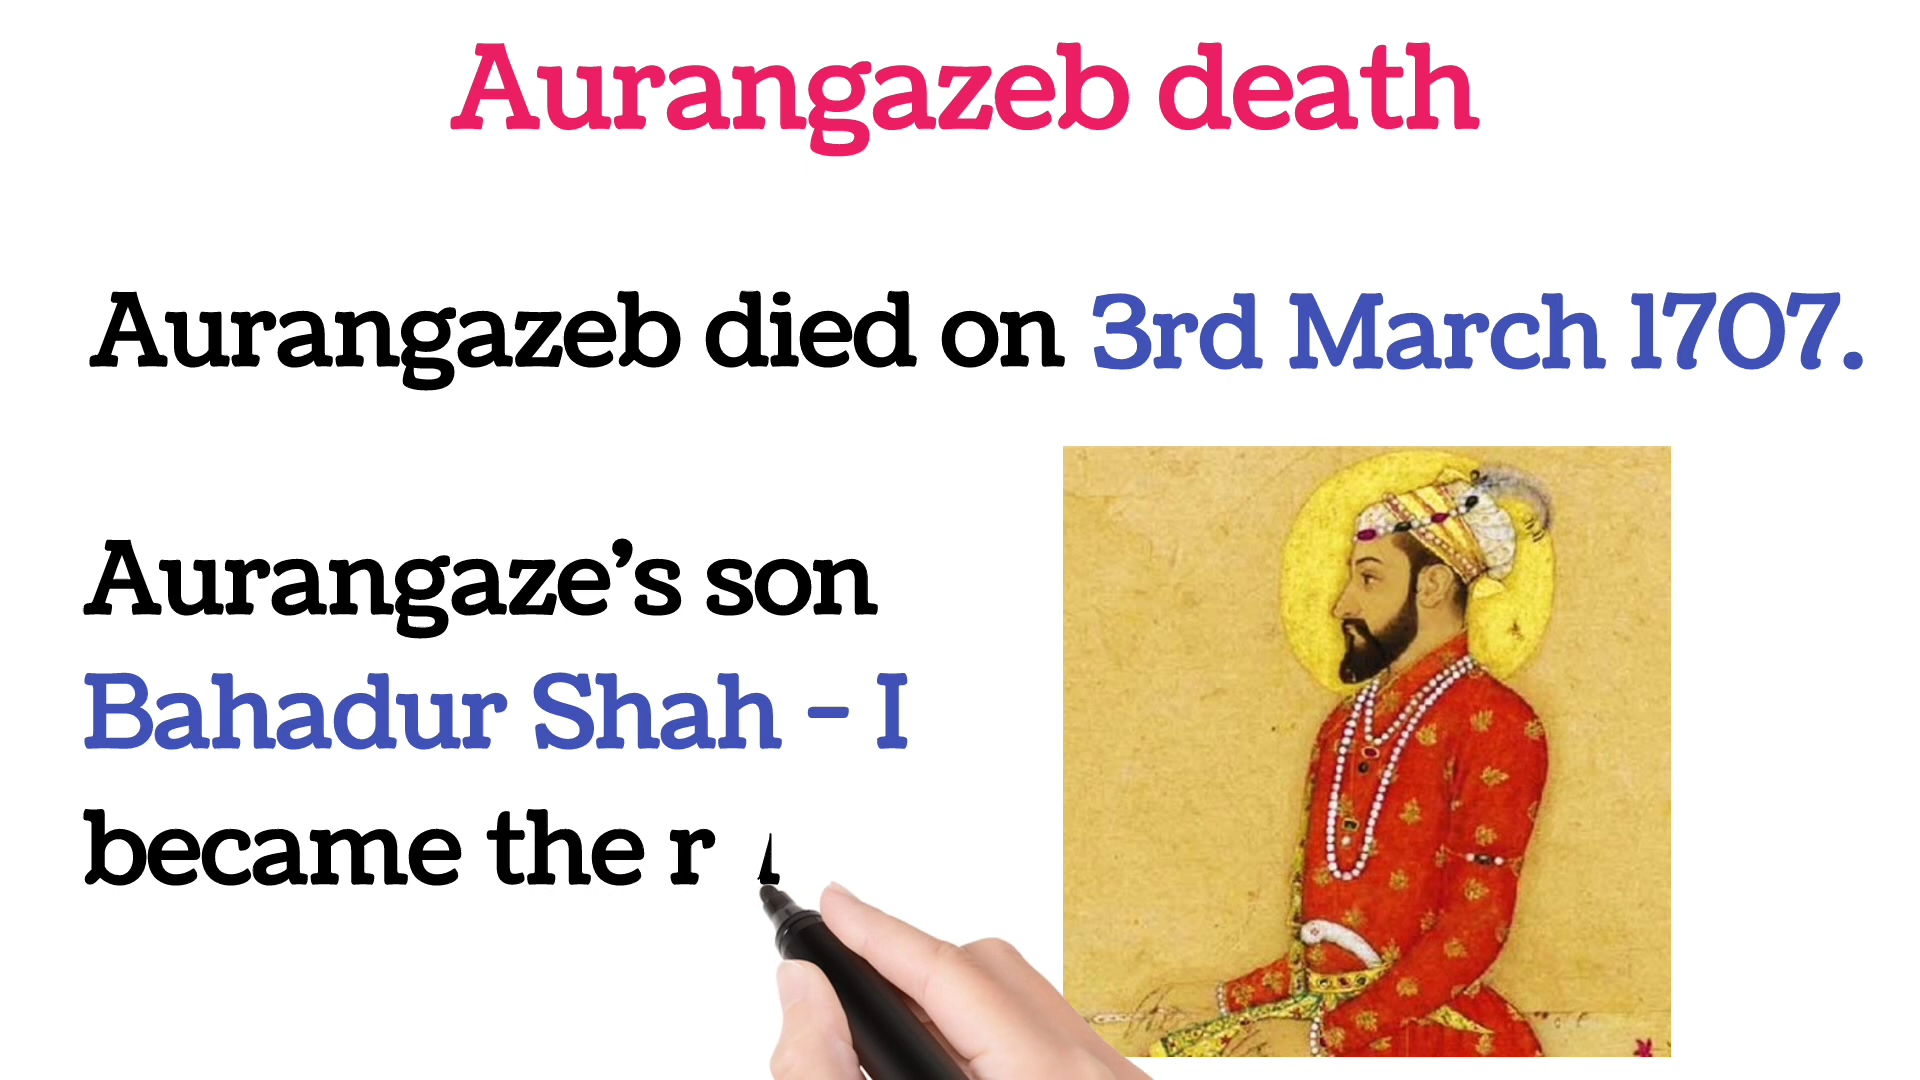 Aurangazeb death
Aurangazeb died on 3rd March 1707.
Aurangaze’s son
Bahadur Shah - I
became the r